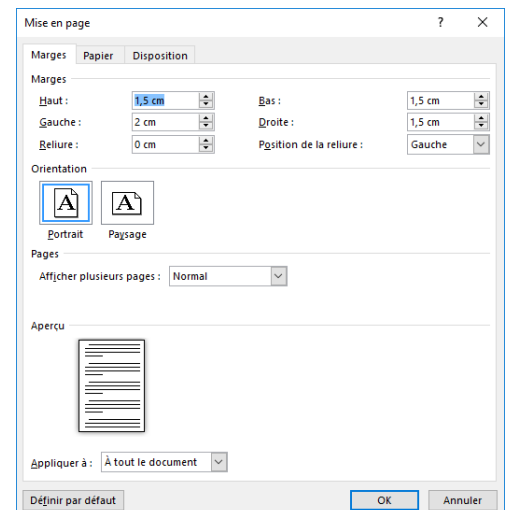 Mise en page ? ×
Marges Papier Disposition
Marges
Haut : 1,5 cm Bas : 1,5 cm
Gauche : 2 cm Droite : 1,5 cm
Reliure : 0 cm Position de la reliure : Gauche
Orientation
A A
Portrait Paysage
Pages
Afficher plusieurs pages : Normal
Aperçu
Appliquer à : À tout le document
Définir par défaut OK Annuler